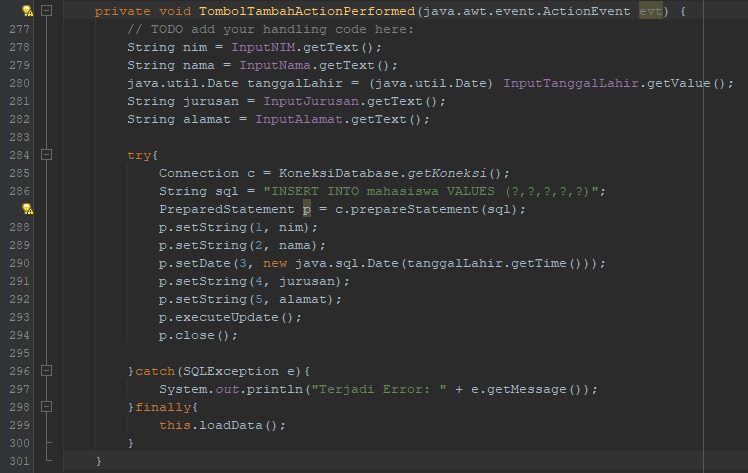 private void TombolTambahActionPerformed(java.awt.event.ActionEvent evt) {
277 // TODO add your handling code here:
278 String nim = InputNIM.getText();
279 String nama = InputNama.getText();
280 java.util.Date tanggalLahir = (java.util.Date) InputTanggalLahir.getValue();
281 String jurusan = InputJurusan.getText();
282 String alamat = InputAlamat.getText();
283
284 try{
285 Connection c = KoneksiDatabase.getKoneksi();
286 String sql = "INSERT INTO mahasiswa VALUES (?,?,?,?,?)";
PreparedStatement p = c.prepareStatement(sql);
288 p.setString(1, nim);
289 p.setString(2, nama);
290 p.setDate(3, new java.sql.Date(tanggalLahir.getTime()));
291 p.setString(4, jurusan);
292 p.setString(5, alamat);
293 p.executeUpdate();
294 p.close();
295
296 }catch(SQLException e){
297 System.out.println("Terjadi Error: " + e.getMessage());
298 }finally{
299 this.loadData();
300 }
301 }